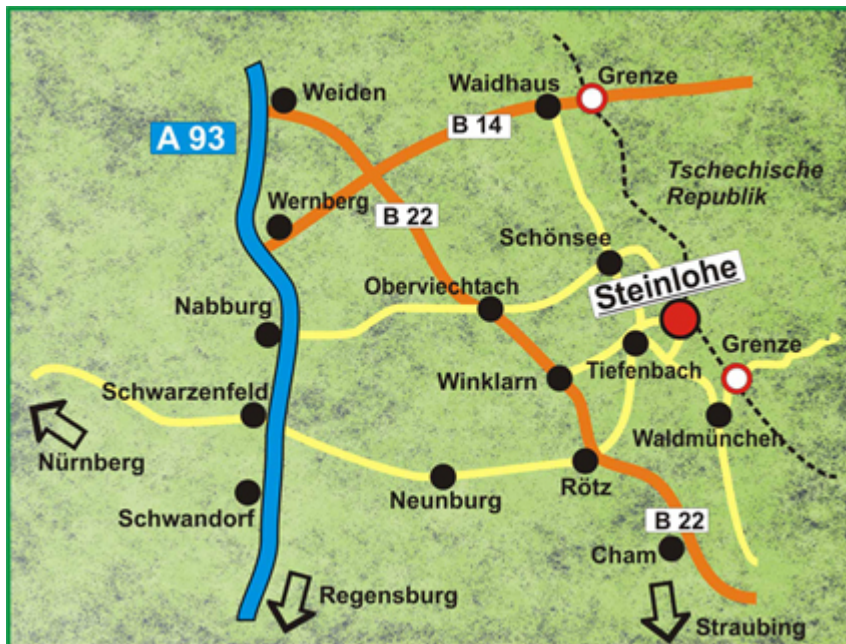 Weiden
Waidhaus
Grenze
A 93
B 14
Tschechische
Republik
Wernberg
B 22
Schönsee
Steinlohe
Oberviechtach
Nabburg
Grenze
Schwarzenfeld
Winklarn
Tiefenbach
Waldmünchen
Nürnberg
Neunburg
Rötz
Schwandorf
B 22
Cham
Regensburg
Straubing